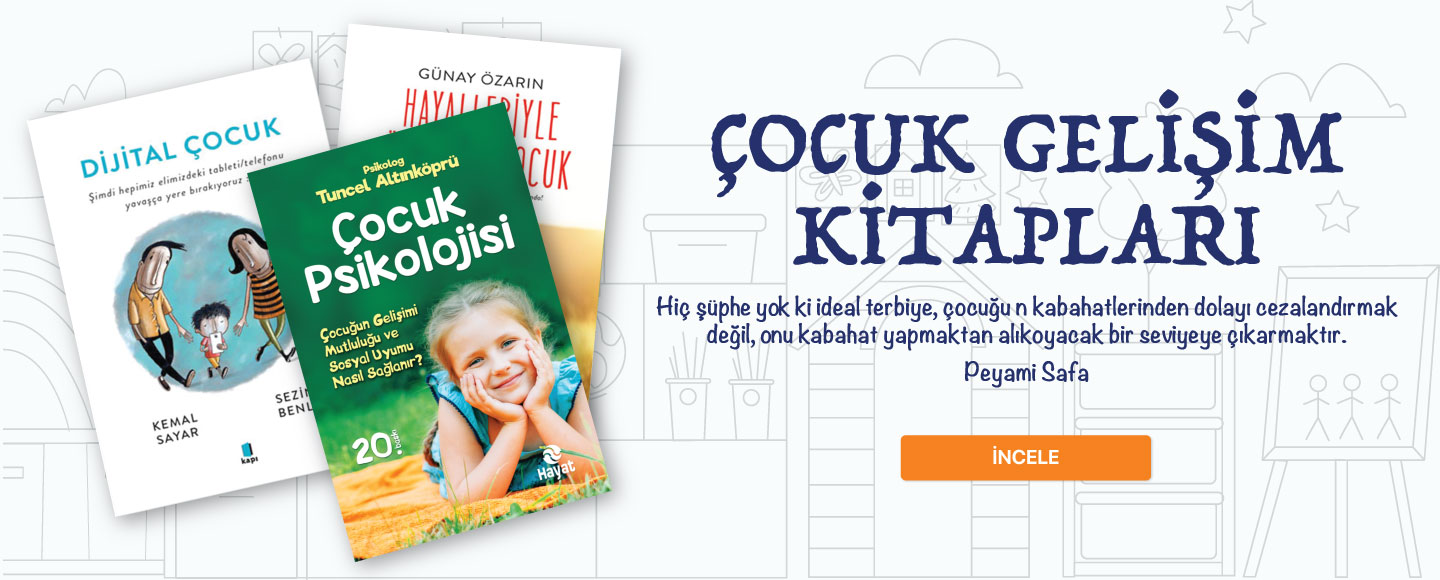 DİJİTAL ÇOCUK
Şimdi hepimiz elimizdeki tableti/telefonu
yavaşça yere bırakıyoruz :
KEMAL
SAYAR
kapı
GÜNAY ÖZARIN
Psikolog
Tuncel Altınköprü
Çocuk
Psikolojisi
Çocuğun Gelişimi
Mutluluğu ve
Sosyal Uyumu
Nasıl Sağlanır?
20.
baskı
Hayat
ÇOCUK GELİŞİM
KİTAPLARI
Hiç şüphe yok ki ideal terbiye, çocuğu n kabahatlerinden dolayı cezalandırmak
değil, onu kabahat yapmaktan alıkoyacak bir seviyeye çıkarmaktır.
Peyami Safa
İNCELE